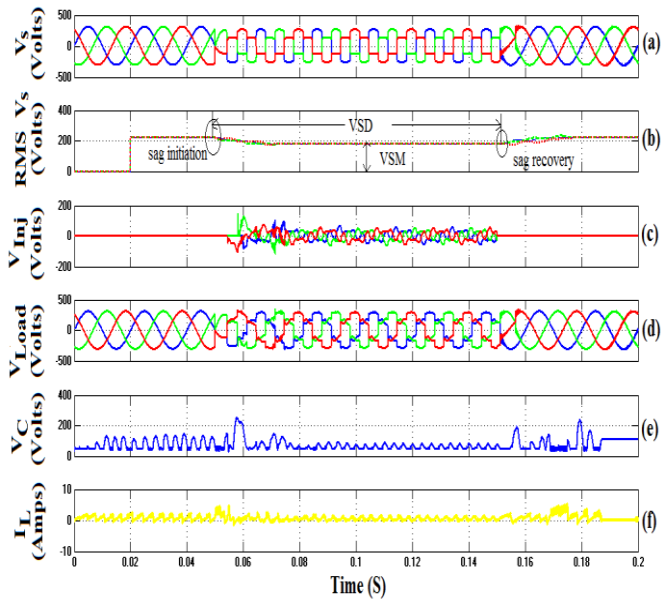 500
0
-500
Vs
(Volts)
(a)
400
200
0
RMS Vs
(Volts)
VSD
sag initiation
VSM
sag recovery
(b)
200
0
-200
VInj
(Volts)
(c)
500
0
-500
VLoad
(Volts)
(d)
400
200
0
VC
(Volts)
(e)
10
0
-10
IL
(Amps)
(f)
0 0.02 0.04 0.06 0.08 0.1 0.12 0.14 0.16 0.18 0.2
Time (S)